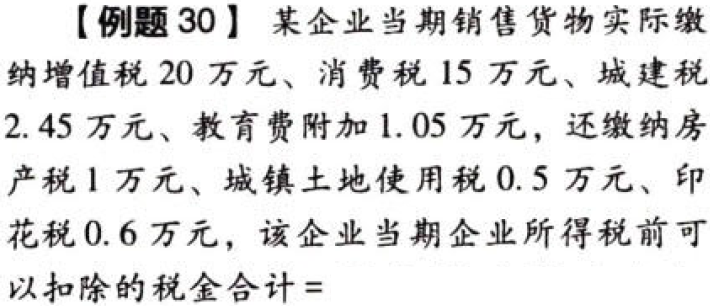 【例题 30】 某企业当期销售货物实际缴
纳增值税 20 万元、消费税 15 万元、城建税
2. 45 万元、教育费附加 1. 05 万元，还缴纳房
产税 1 万元、城镇土地使用税 0. 5 万元、印
花税 0. 6 万元，该企业当期企业所得税前可
以扣除的税金合计 =